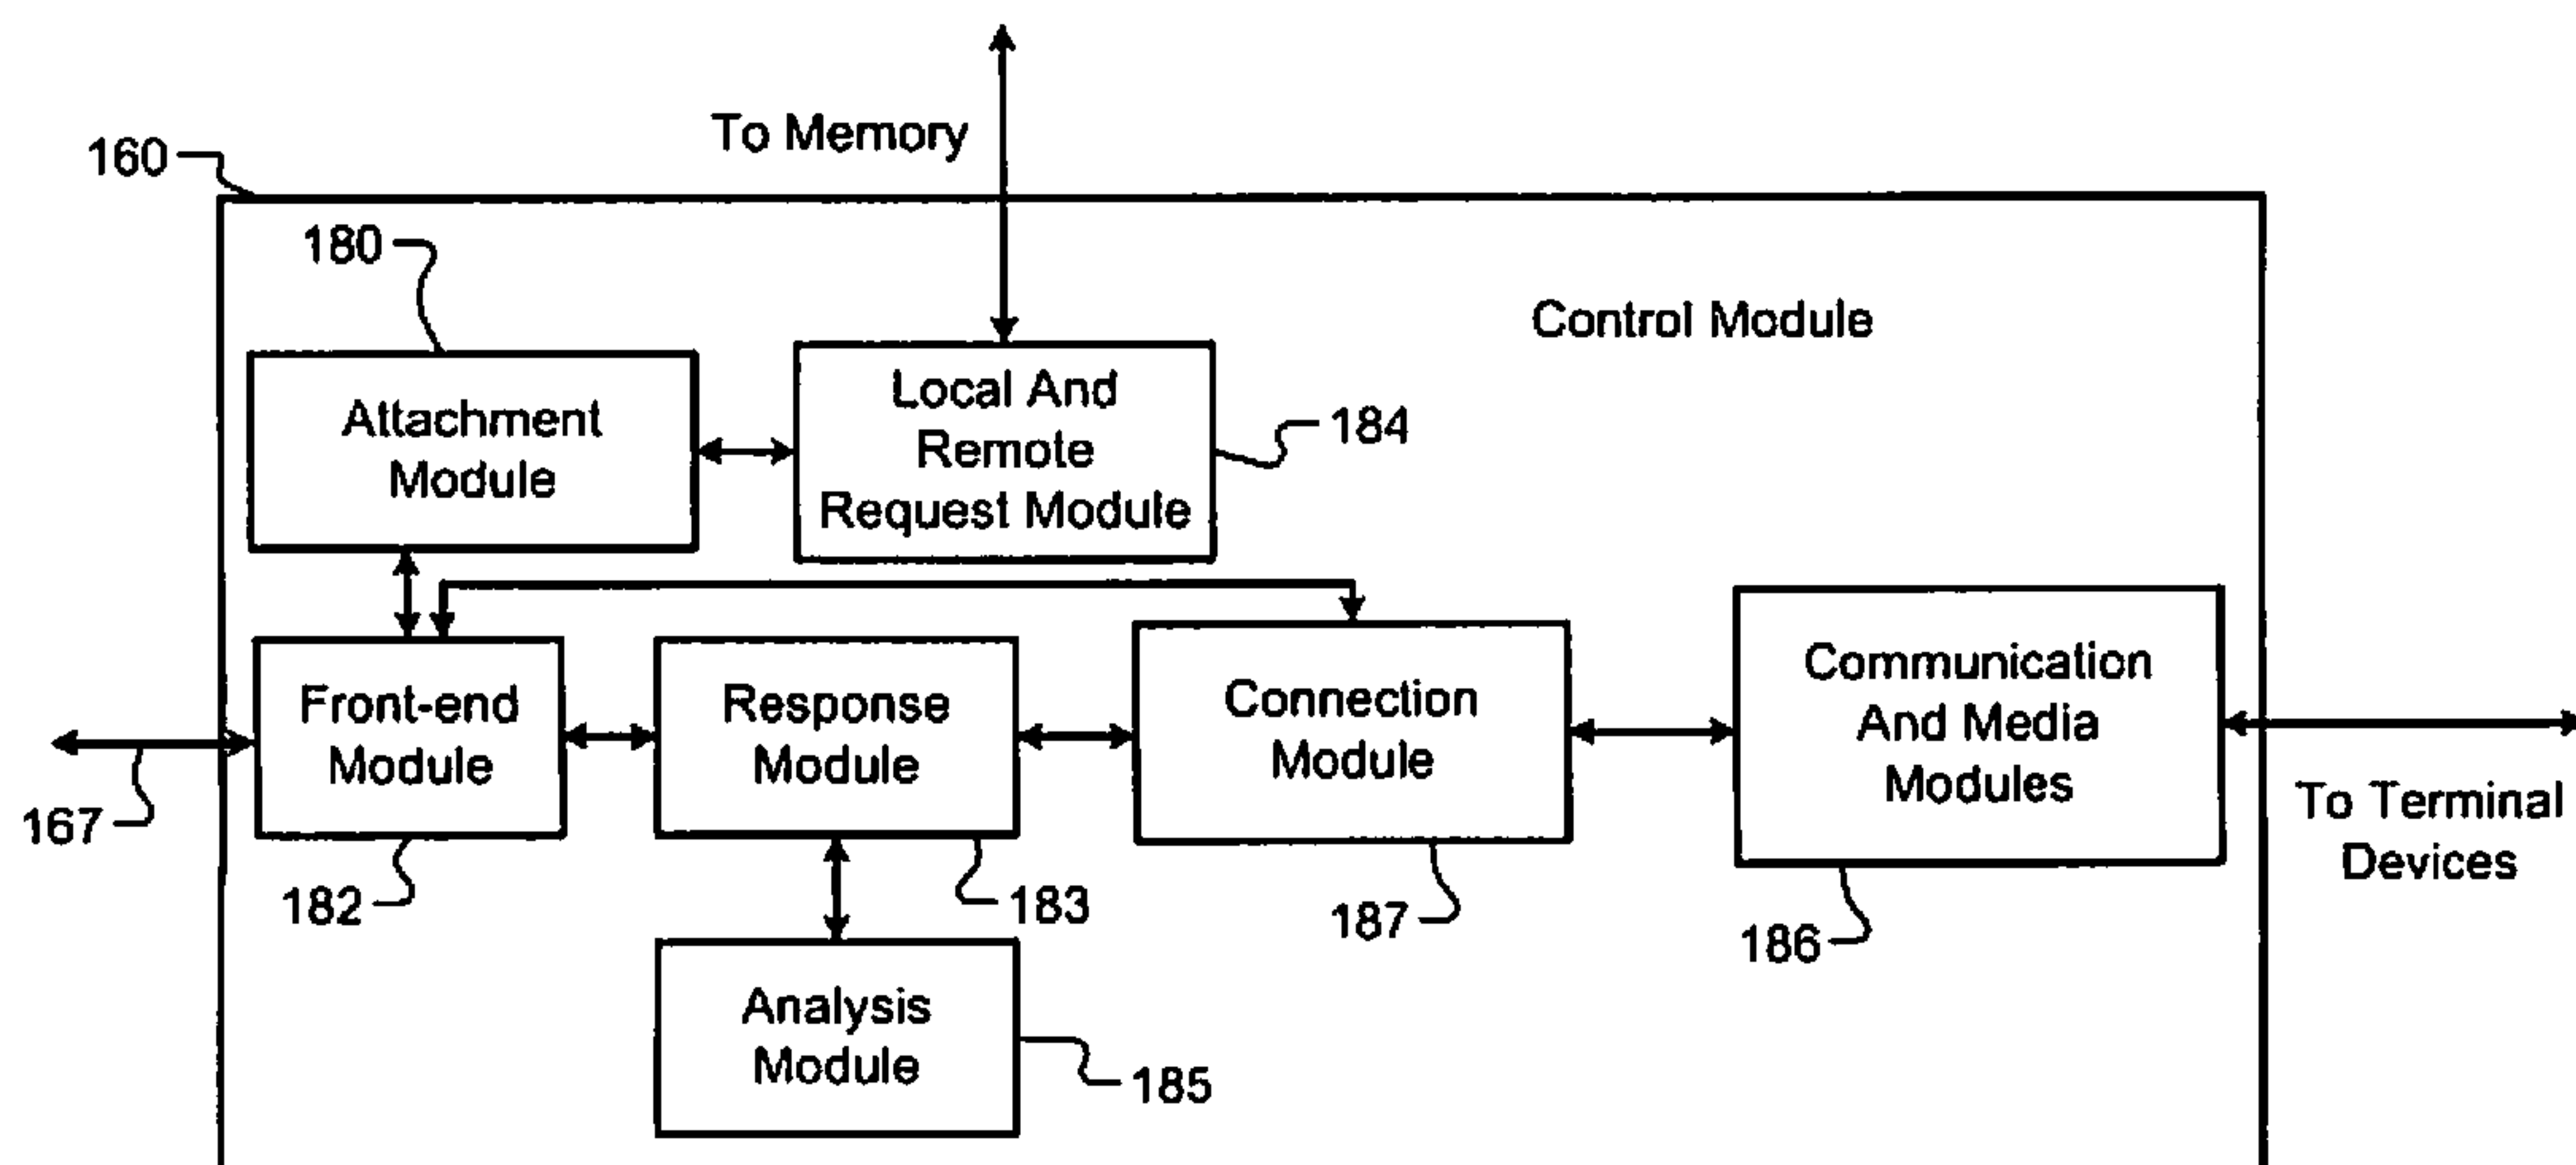 To Memory
160
180
Control Module
Attachment
Module
Local And
Remote
Request Module
184
Front-end
Module
Response
Module
Connection
Module
Communication
And Media
Modules
167
To Terminal
Devices
182
183
187
186
Analysis
Module
185